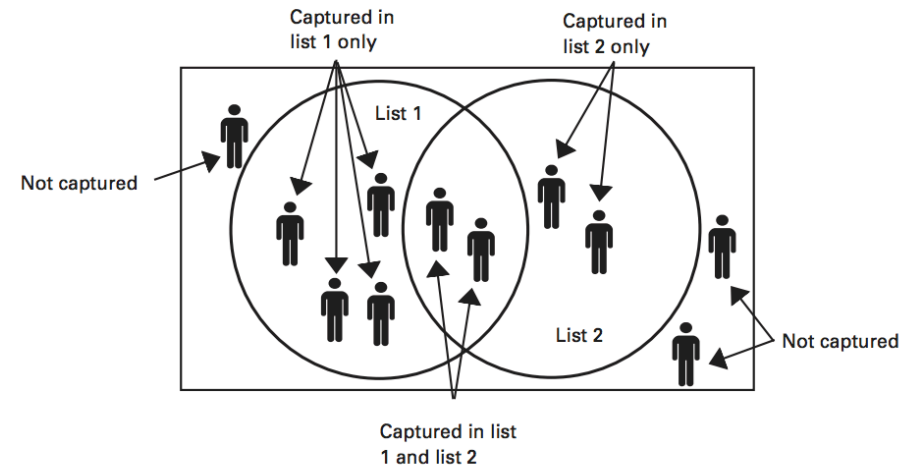 Captured in
list 1 only
Captured in
list 2 only
List 1
Not captured
List 2
Not captured
Captured in list
1 and list 2